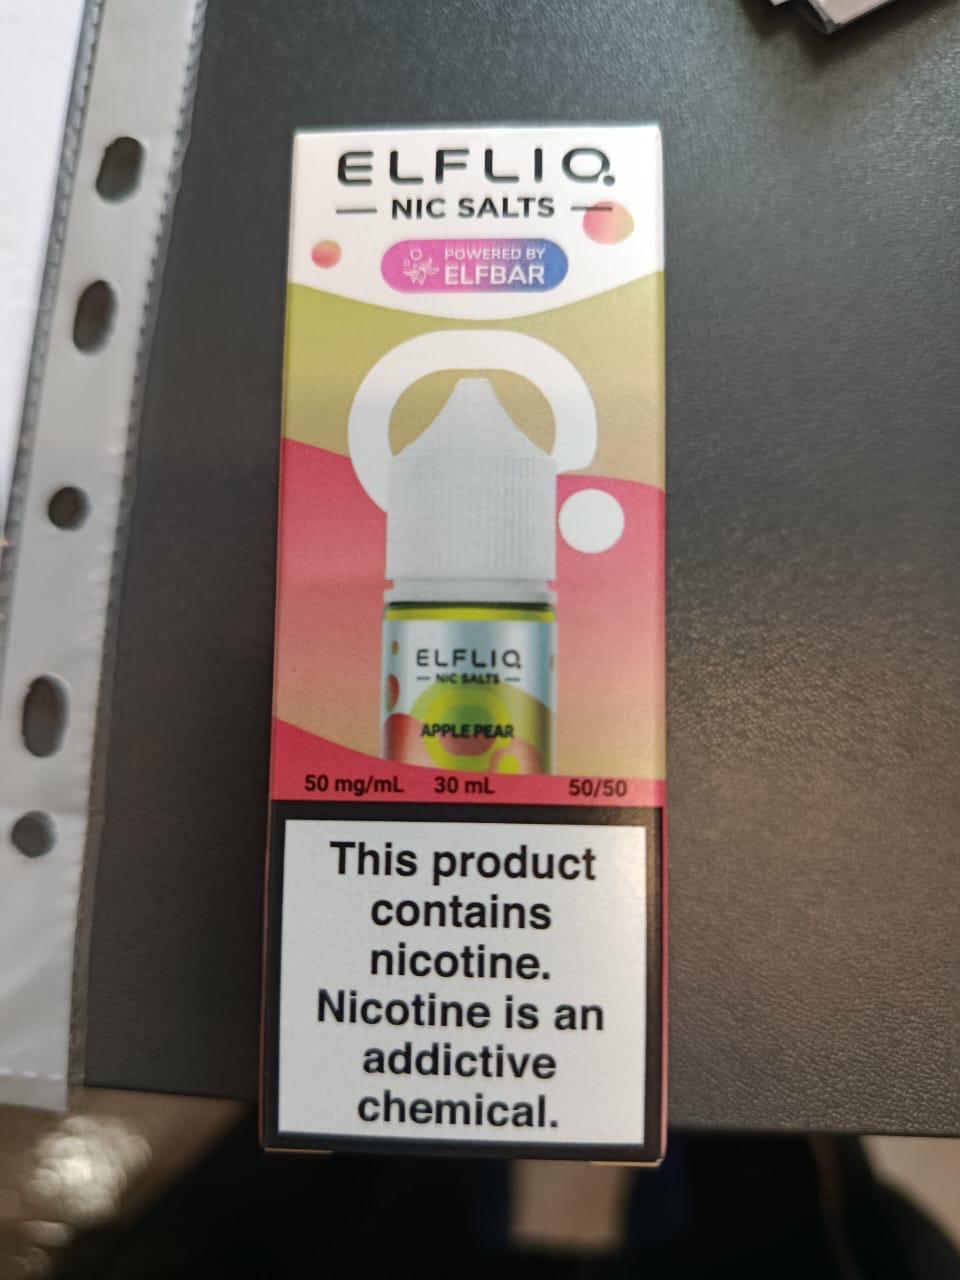 ELFLIQ
NIC SALTS
POWERED BY
ELFBAR
ELFLIQ
NIC SALTS
APPLE PEAR
50 mg/mL 30 mL 50/50
This product
contains
nicotine.
Nicotine is an
addictive
chemical.